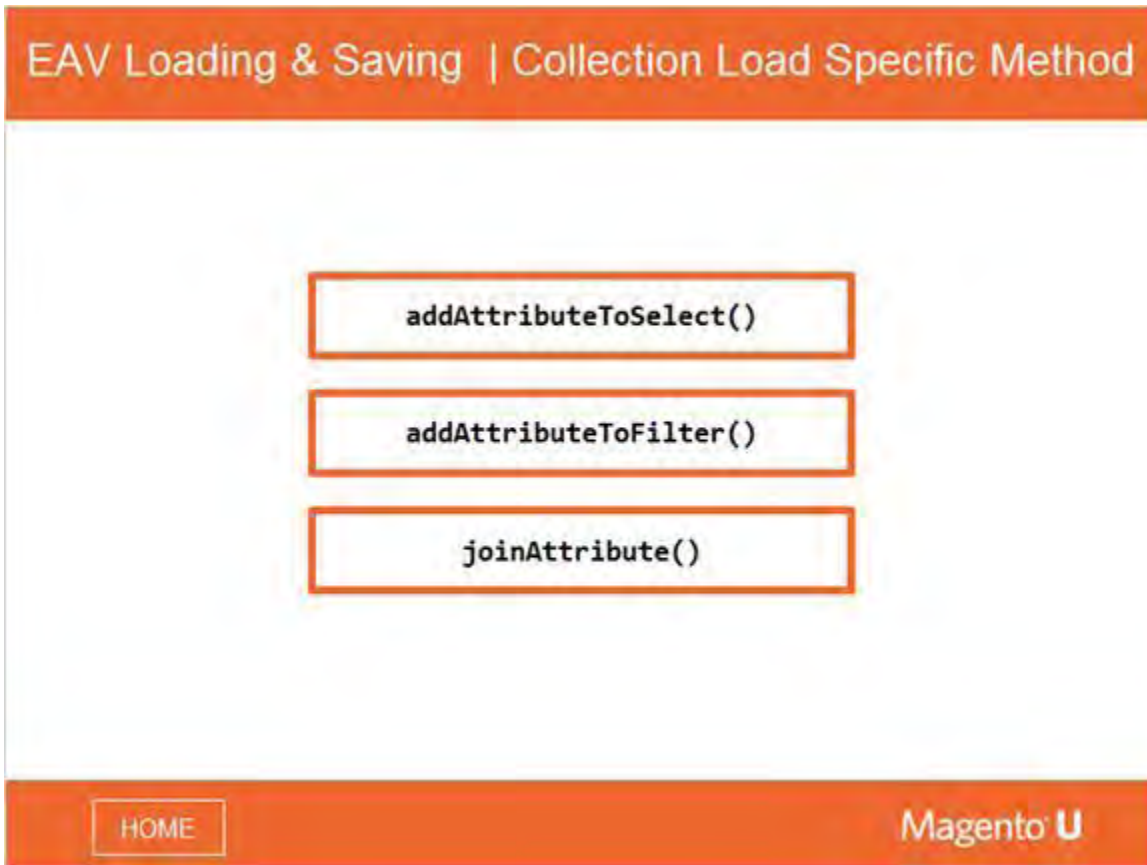 EAV Loading & Saving | Collection Load Specific Method
addAttributeToSelect()
addAttributeToFilter()
joinAttribute()
HOME
Magento U